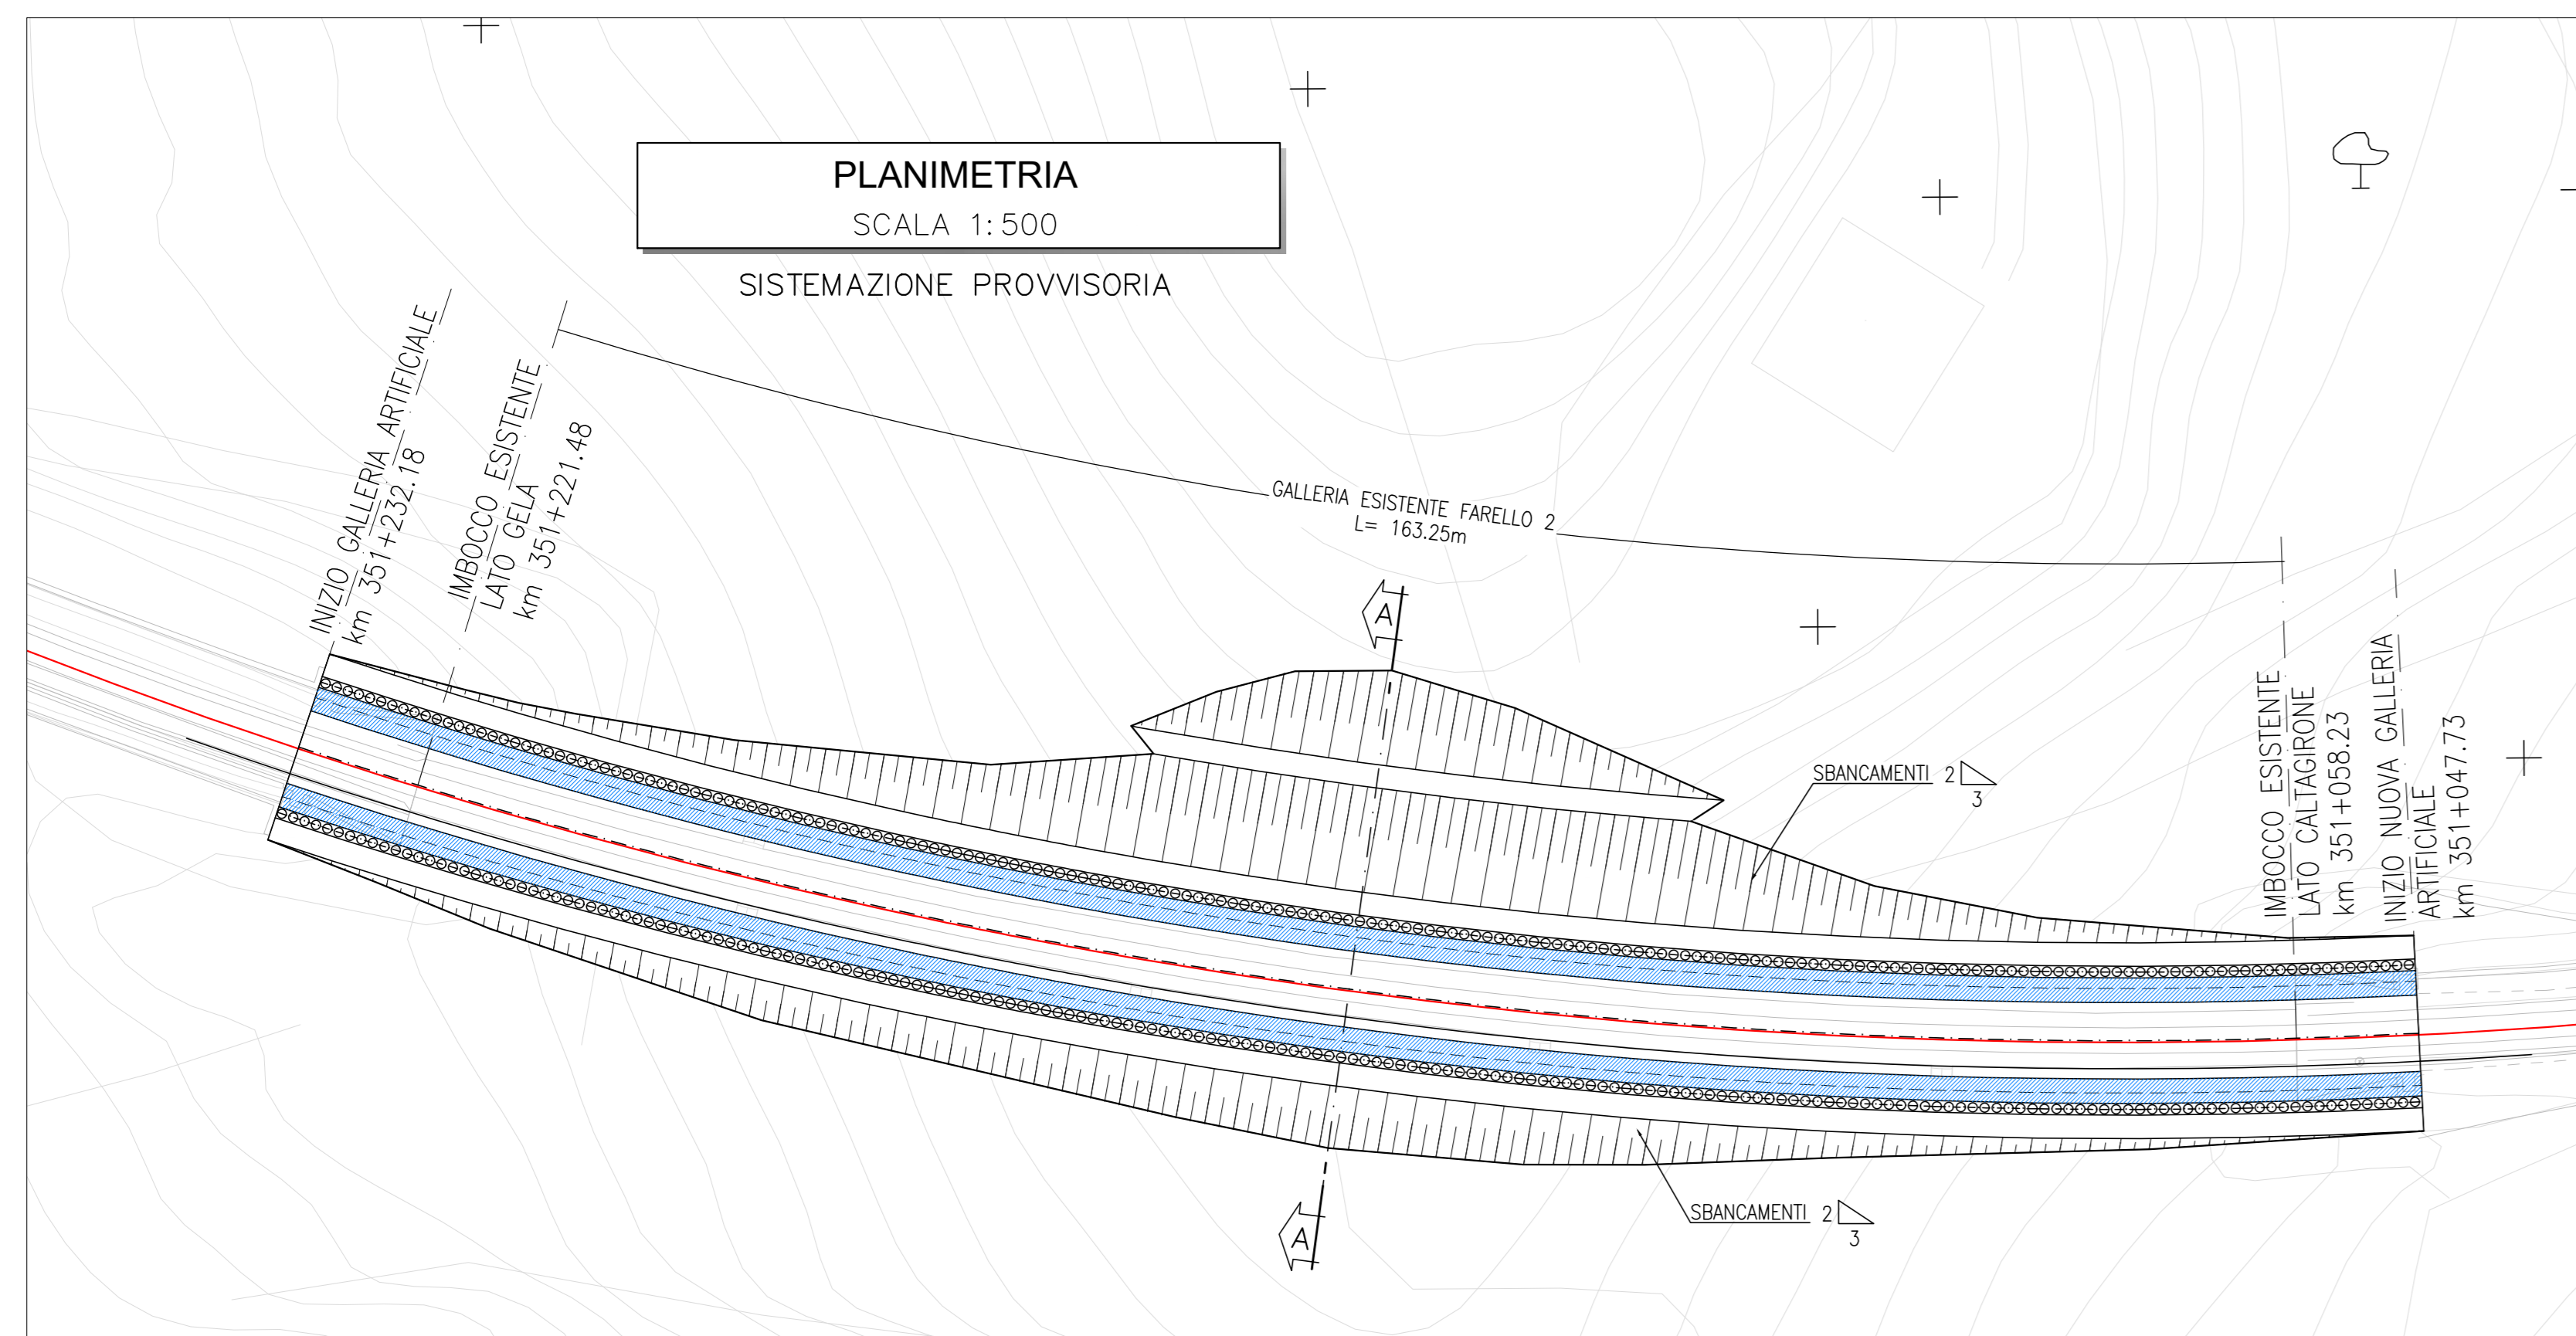 PLANIMETRIA
SCALA 1:500
SISTEMAZIONE PROVVISORIA
INIZIO GALLERIA ARTIFICIALE
km 351+232.18
IMBOCCO ESISTENTE
LATO GELA
km 351+221.48
GALLERIA ESISTENTE FARELLO 2
L= 163.25m
A
SBANCAMENTI 2
3
IMBOCCO ESISTENTE
LATO CALTAGIRONE
km 351+058.23
INIZIO NUOVA GALLERIA
ARTIFICIALE
km 351+047.73
SBANCAMENTI 2
3
A